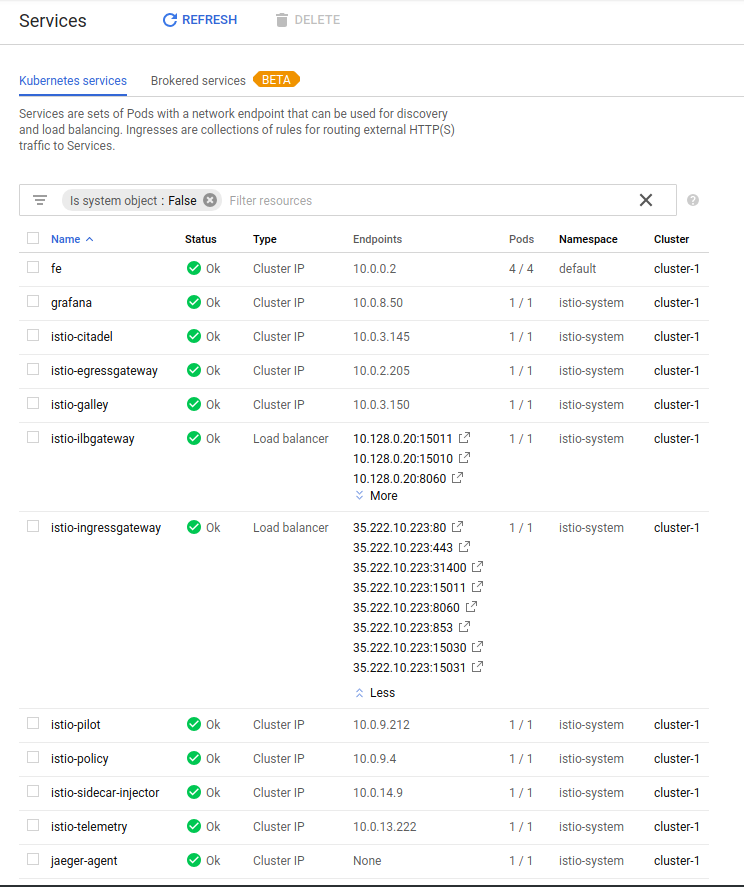 Services REFRESH DELETE
Kubernetes services Brokered services BETA
Services are sets of Pods with a network endpoint that can be used for discovery
and load balancing. Ingresses are collections of rules for routing external HTTP(S)
traffic to Services.
Is system object : False Filter resources
Name Status Type Endpoints Pods Namespace Cluster
fe Ok Cluster IP 10.0.0.2 4 / 4 default cluster-1
grafana Ok Cluster IP 10.0.8.50 1 / 1 istio-system cluster-1
istio-citadel Ok Cluster IP 10.0.3.145 1 / 1 istio-system cluster-1
istio-egressgateway Ok Cluster IP 10.0.2.205 1 / 1 istio-system cluster-1
istio-galley Ok Cluster IP 10.0.3.150 1 / 1 istio-system cluster-1
istio-ilbgateway Ok Load balancer 10.128.0.20:15011 1 / 1 istio-system cluster-1
10.128.0.20:15010
10.128.0.20:8060
More
istio-ingressgateway Ok Load balancer 35.222.10.223:80 1 / 1 istio-system cluster-1
35.222.10.223:443
35.222.10.223:31400
35.222.10.223:15011
35.222.10.223:8060
35.222.10.223:853
35.222.10.223:15030
35.222.10.223:15031
Less
istio-pilot Ok Cluster IP 10.0.9.212 1 / 1 istio-system cluster-1
istio-policy Ok Cluster IP 10.0.9.4 1 / 1 istio-system cluster-1
istio-sidecar-injector Ok Cluster IP 10.0.14.9 1 / 1 istio-system cluster-1
istio-telemetry Ok Cluster IP 10.0.13.222 1 / 1 istio-system cluster-1
jaeger-agent Ok Cluster IP None 1 / 1 istio-system cluster-1